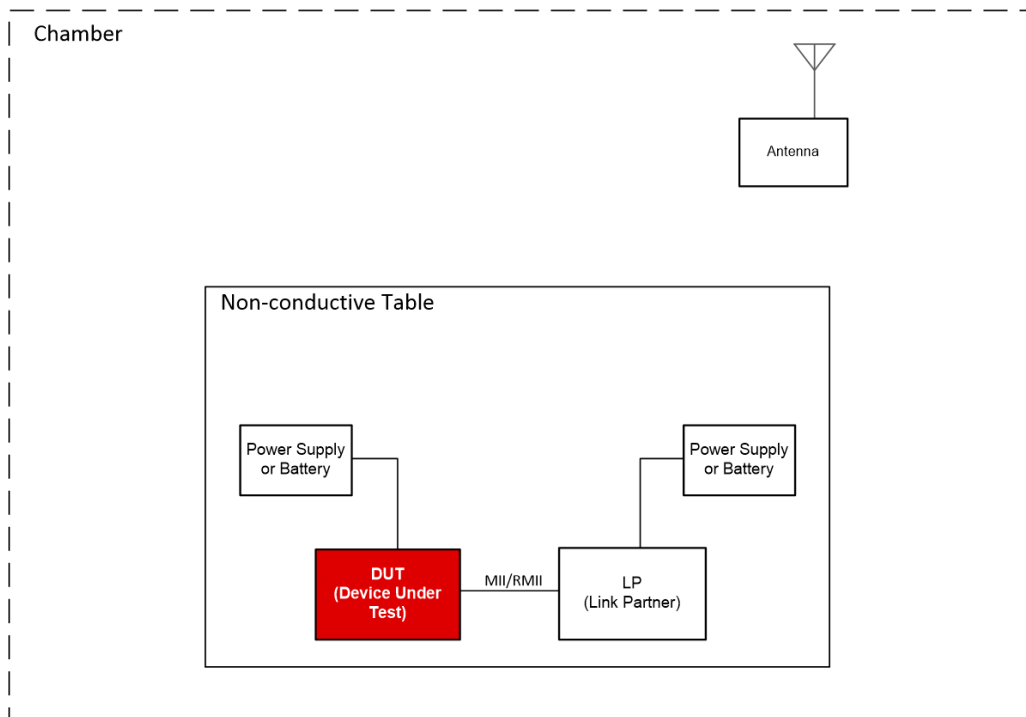 Chamber
Antenna
Non-conductive Table
Power Supply
or Battery
Power Supply
or Battery
DUT
(Device Under
Test)
MII/RMII
LP
(Link Partner)